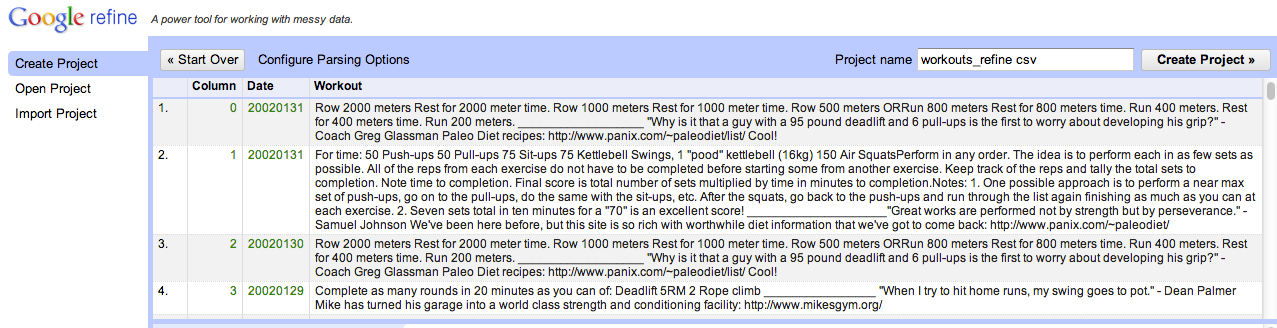 Google refine A power tool for working with messy data.
Create Project
Open Project
Import Project
« Start Over Configure Parsing Options Project name workouts_refine csv Create Project »
Column Date Workout
1. 0 20020131 Row 2000 meters Rest for 2000 meter time. Row 1000 meters Rest for 1000 meter time. Row 500 meters ORRun 800 meters Rest for 800 meters time. Run 400 meters. Rest
for 400 meters time. Run 200 meters. ____________________ "Why is it that a guy with a 95 pound deadlift and 6 pull-ups is the first to worry about developing his grip?" -
Coach Greg Glassman Paleo Diet recipes: http://www.panix.com/~paleodiet/list/ Cool!
2. 1 20020131 For time: 50 Push-ups 50 Pull-ups 75 Sit-ups 75 Kettlebell Swings, 1 "pood" kettlebell (16kg) 150 Air SquatsPerform in any order. The idea is to perform each in as few sets as
possible. All of the reps from each exercise do not have to be completed before starting some from another exercise. Keep track of the reps and tally the total sets to
completion. Note time to completion. Final score is total number of sets multiplied by time in minutes to completion.Notes: 1. One possible approach is to perform a near max
set of push-ups, go on to the pull-ups, do the same with the sit-ups, etc. After the squats, go back to the push-ups and run through the list again finishing as much as you can at
each exercise. 2. Seven sets total in ten minutes for a "70" is an excellent score! ______________________"Great works are performed not by strength but by perseverance." -
Samuel Johnson We've been here before, but this site is so rich with worthwhile diet information that we've got to come back: http://www.panix.com/~paleodiet/
3. 2 20020130 Row 2000 meters Rest for 2000 meter time. Row 1000 meters Rest for 1000 meter time. Row 500 meters ORRun 800 meters Rest for 800 meters time. Run 400 meters. Rest
for 400 meters time. Run 200 meters. ____________________ "Why is it that a guy with a 95 pound deadlift and 6 pull-ups is the first to worry about developing his grip?" -
Coach Greg Glassman Paleo Diet recipes: http://www.panix.com/~paleodiet/list/ Cool!
4. 3 20020129 Complete as many rounds in 20 minutes as you can of: Deadlift 5RM 2 Rope climb __________________ "When I try to hit home runs, my swing goes to pot." - Dean Palmer
Mike has turned his garage into a world class strength and conditioning facility: http://www.mikesgym.org/